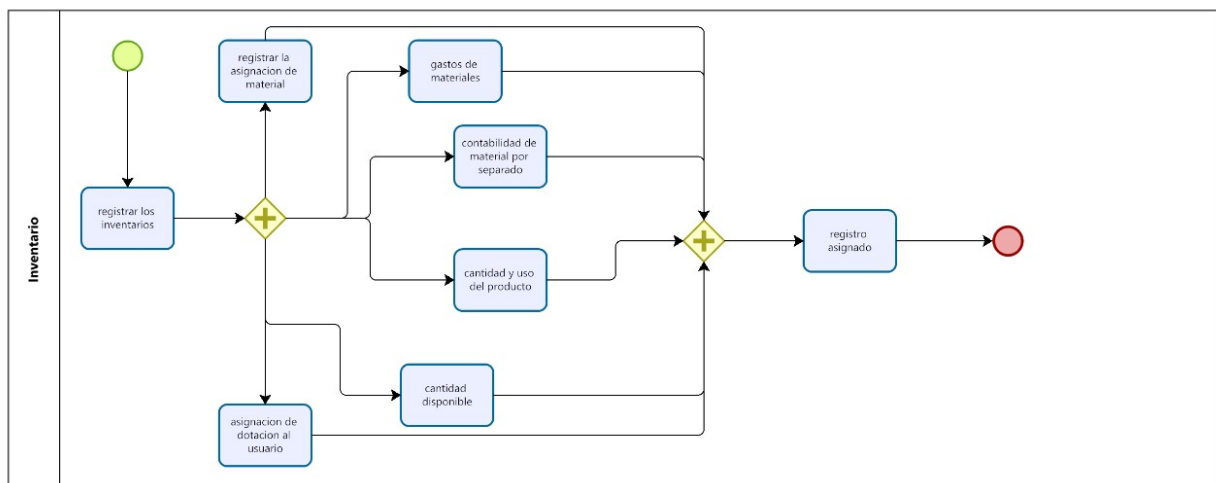 Inventario
registrar los
inventarios
registrar la
asignacion de
material
gastos de
materiales
contabilidad de
material por
separado
cantidad y uso
del producto
cantidad
disponible
asignacion de
dotacion al
usuario
registro
asignado